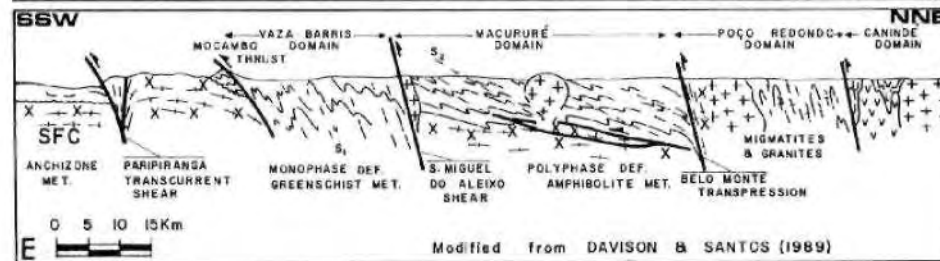 SSW
NNE
VAZA BARRIS
DOMAIN
MOCAMBO
THRUST
MACURURÉ
DOMAIN
POÇO REDONDO
DOMAIN
CANINDÉ
DOMAIN
S₂
S₁
SFC
ANCHIZONE
MET.
PARIPIRANGA
TRANSCURRENT
SHEAR
MONOPHASE DEF.
GREENSCHIST MET.
S. MIGUEL
DO ALEIXO
SHEAR
POLYPHASE DEF.
AMPHIBOLITE MET.
BELO MONTE
TRANSPRESSION
MIGMATITES
& GRANITES
0 5 10 15Km
E
Modified from DAVISON & SANTOS (1989)